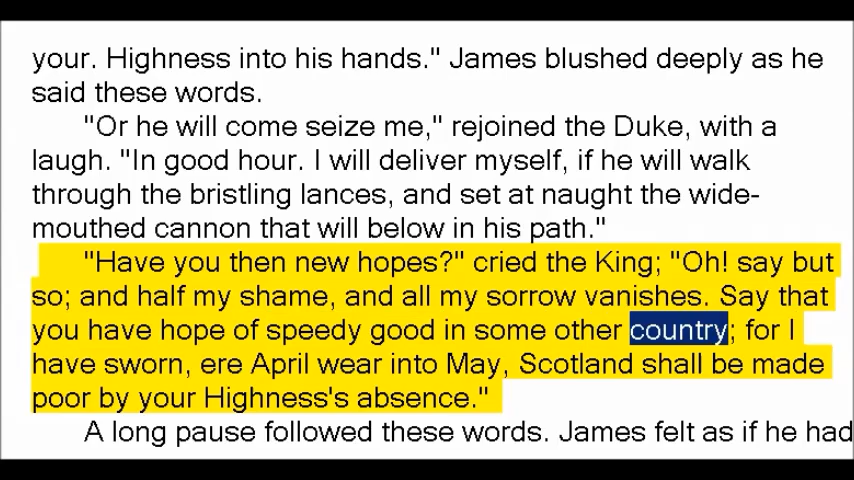 your. Highness into his hands." James blushed deeply as he
said these words.
"Or he will come seize me," rejoined the Duke, with a
laugh. "In good hour. I will deliver myself, if he will walk
through the bristling lances, and set at naught the wide-
mouthed cannon that will below in his path."
"Have you then new hopes?" cried the King; "Oh! say but
so; and half my shame, and all my sorrow vanishes. Say that
you have hope of speedy good in some other country; for I
have sworn, ere April wear into May, Scotland shall be made
poor by your Highness's absence."
A long pause followed these words. James felt as if he had